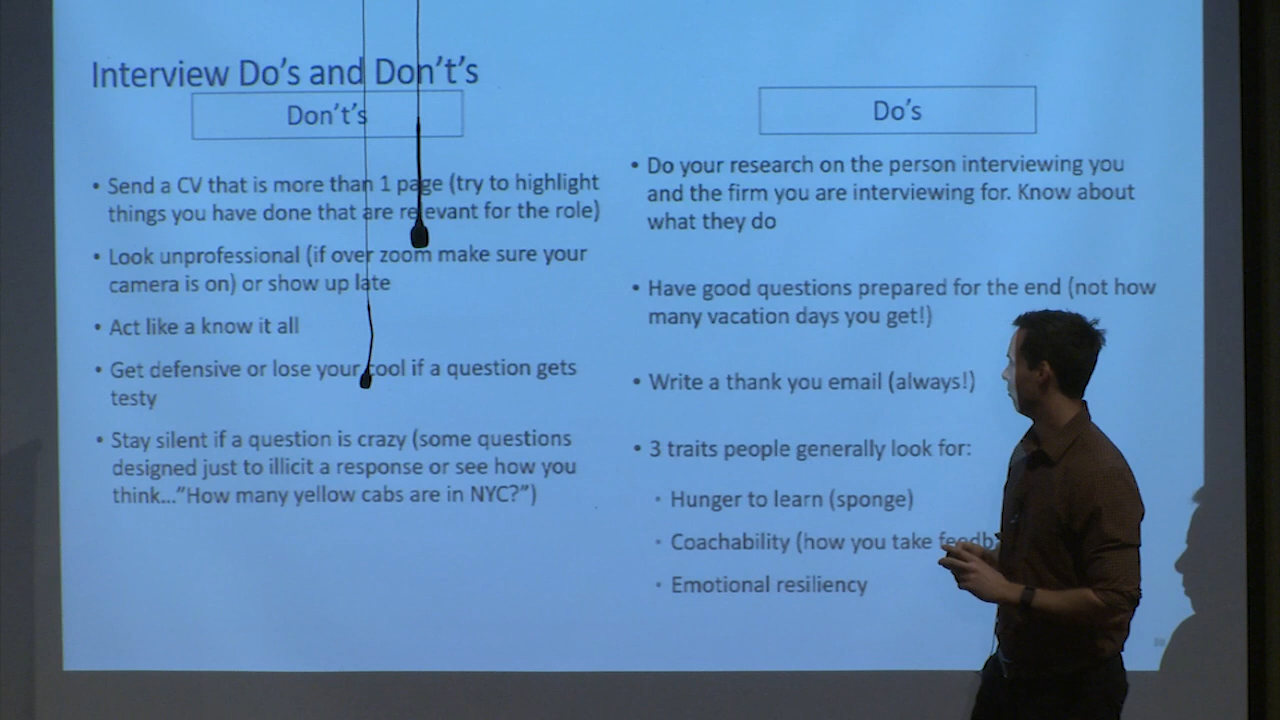 Interview Do's and Don't's
Don't's
• Send a CV that is more than 1 page (try to highlight
things you have done that are relevant for the role)
• Look unprofessional (if over zoom make sure your
camera is on) or show up late
• Act like a know it all
• Get defensive or lose your cool if a question gets
testy
• Stay silent if a question is crazy (some questions
designed just to illicit a response or see how you
think..."How many yellow cabs are in NYC?")
Do's
• Do your research on the person interviewing you
and the firm you are interviewing for. Know about
what they do
• Have good questions prepared for the end (not how
many vacation days you get!)
• Write a thank you email (always!)
• 3 traits people generally look for:
• Hunger to learn (sponge)
• Coachability (how you take
• Emotional resiliency